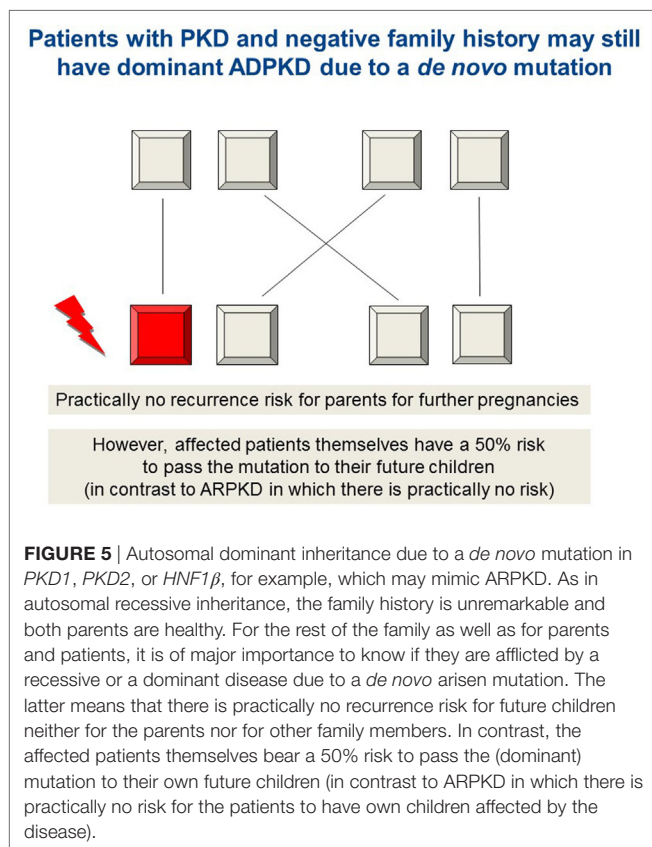 Patients with PKD and negative family history may still
have dominant ADPKD due to a de novo mutation
Practically no recurrence risk for parents for further pregnancies
However, affected patients themselves have a 50% risk
to pass the mutation to their future children
(in contrast to ARPKD in which there is practically no risk)
FIGURE 5 | Autosomal dominant inheritance due to a de novo mutation in
PKD1, PKD2, or HNF1β, for example, which may mimic ARPKD. As in
autosomal recessive inheritance, the family history is unremarkable and
both parents are healthy. For the rest of the family as well as for parents
and patients, it is of major importance to know if they are afflicted by a
recessive or a dominant disease due to a de novo arisen mutation. The
latter means that there is practically no recurrence risk for future children
neither for the parents nor for other family members. In contrast, the
affected patients themselves bear a 50% risk to pass the (dominant)
mutation to their own future children (in contrast to ARPKD in which there is
practically no risk for the patients to have own children affected by the
disease).